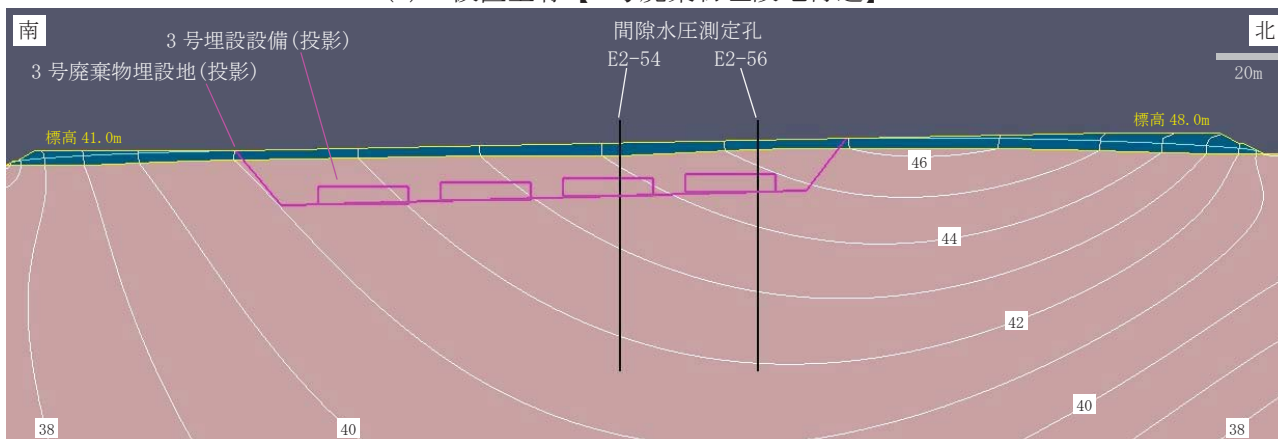 南
北
3 号埋設設備(投影)
3 号廃棄物埋設地(投影)
間隙水圧測定孔
E2-54
E2-56
20m
標高 41.0m
標高 48.0m
46
44
42
40
38
40
38